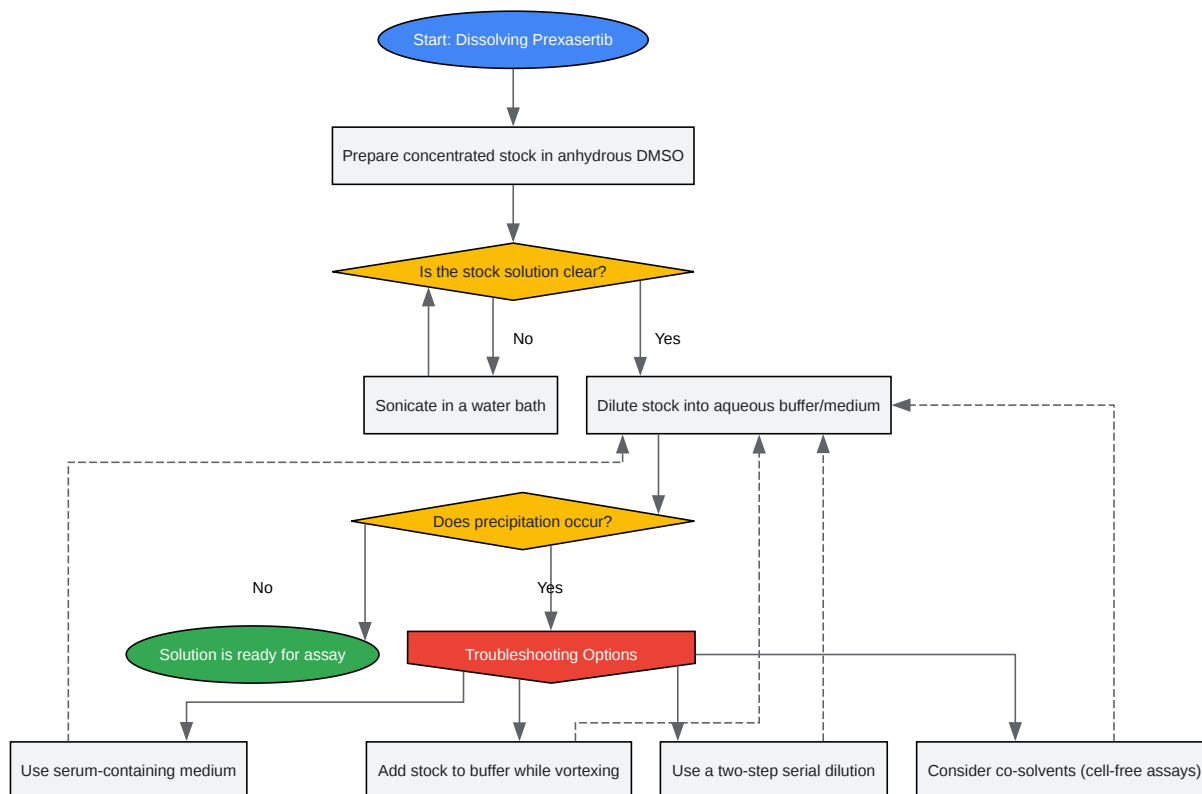 Start: Dissolving Prexasertib
Prepare concentrated stock in anhydrous DMSO
Is the stock solution clear?
No
Yes
Sonicate in a water bath
Dilute stock into aqueous buffer/medium
Does precipitation occur?
No
Yes
Solution is ready for assay
Troubleshooting Options
Use serum-containing medium
Add stock to buffer while vortexing
Use a two-step serial dilution
Consider co-solvents (cell-free assays)